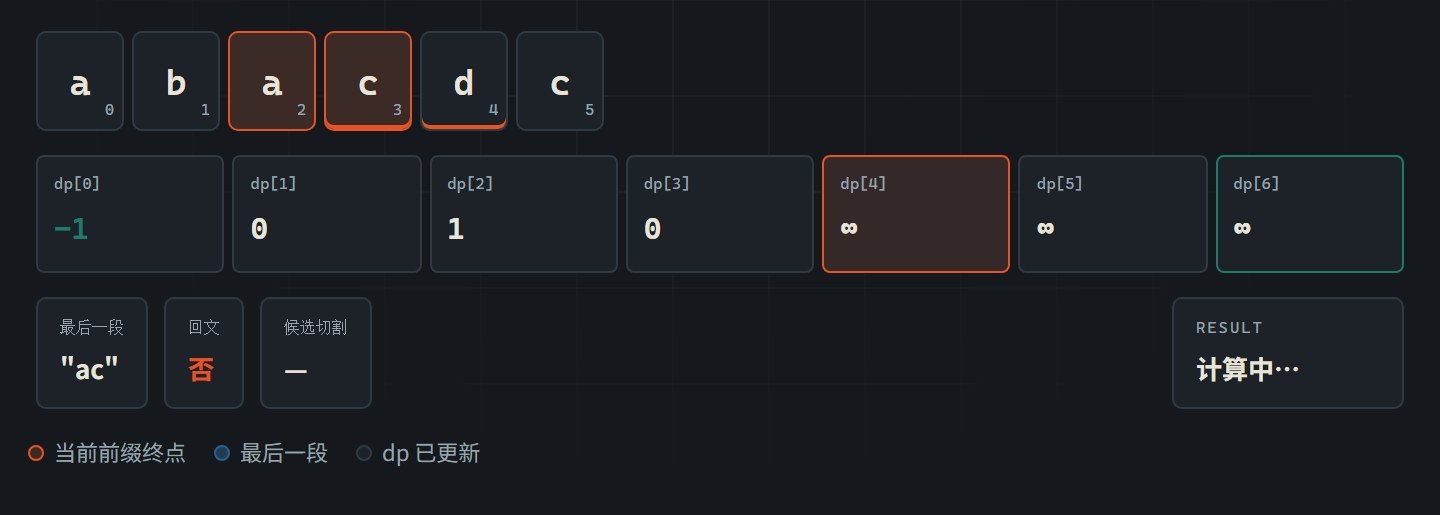 a 0 b 1 a 2 c 3 d 4 c 5
dp[0] dp[1] dp[2] dp[3] dp[4] dp[5] dp[6]
−1 0 1 0 ∞ ∞ ∞
最后一段 回文 候选切割 RESULT
"ac" 否 — 计算中…
当前前缀终点 最后一段 dp 已更新